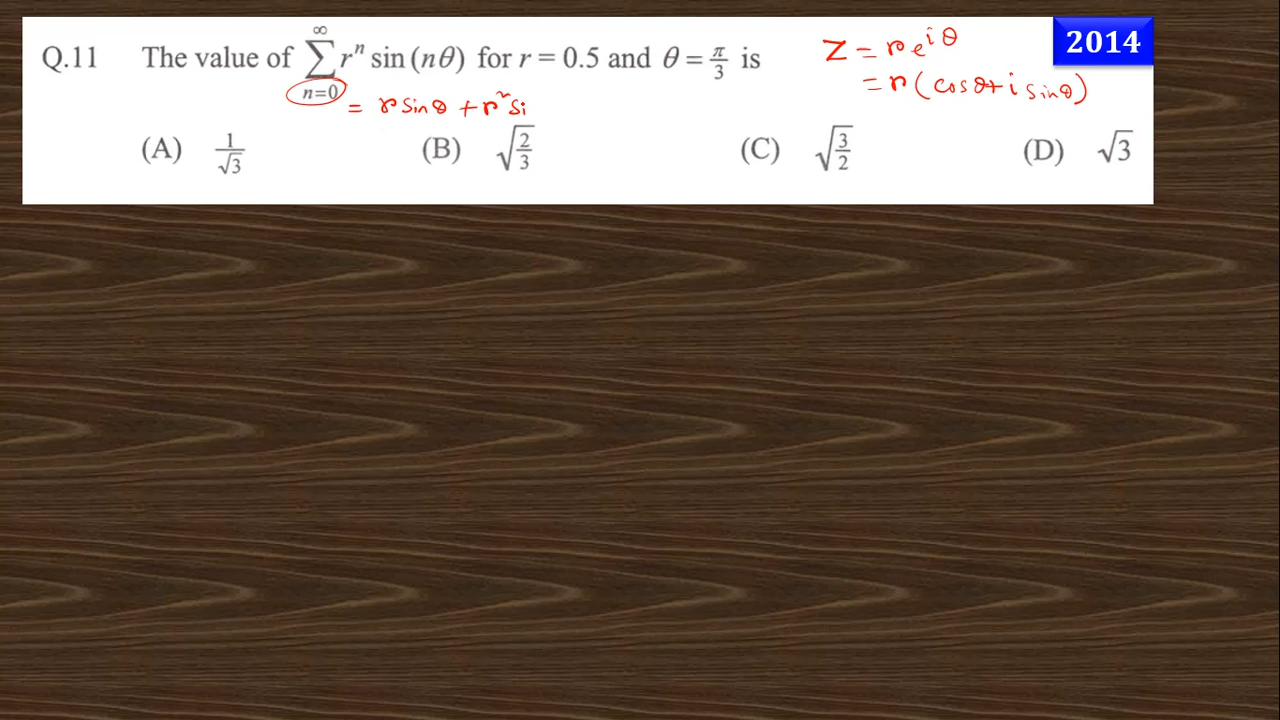 Q.11 The value of ∑_{n=0}^{∞} rⁿ sin (nθ) for r = 0.5 and θ = π/3 is
2014
z = re^{iθ}
= r(cosθ + i sinθ)
= r sinθ + r² si
(A) 1/√3 (B) √(2/3) (C) √(3/2) (D) √3